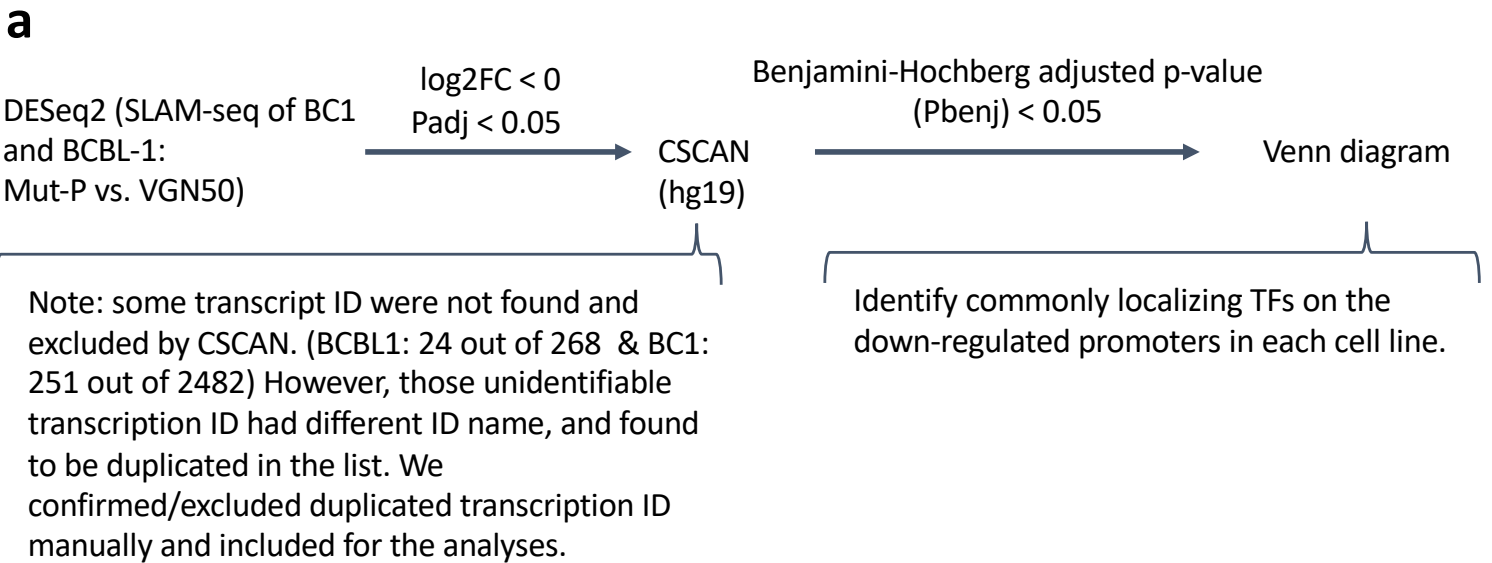 a
DESeq2 (SLAM-seq of BC1
and BCBL-1:
Mut-P vs. VGN50)
log2FC < 0
Padj < 0.05
CSCAN
(hg19)
Benjamini-Hochberg adjusted p-value
(Pbenj) < 0.05
Venn diagram
Note: some transcript ID were not found and
excluded by CSCAN. (BCBL1: 24 out of 268  & BC1:
251 out of 2482) However, those unidentifiable
transcription ID had different ID name, and found
to be duplicated in the list. We
confirmed/excluded duplicated transcription ID
manually and included for the analyses.
Identify commonly localizing TFs on the
down-regulated promoters in each cell line.